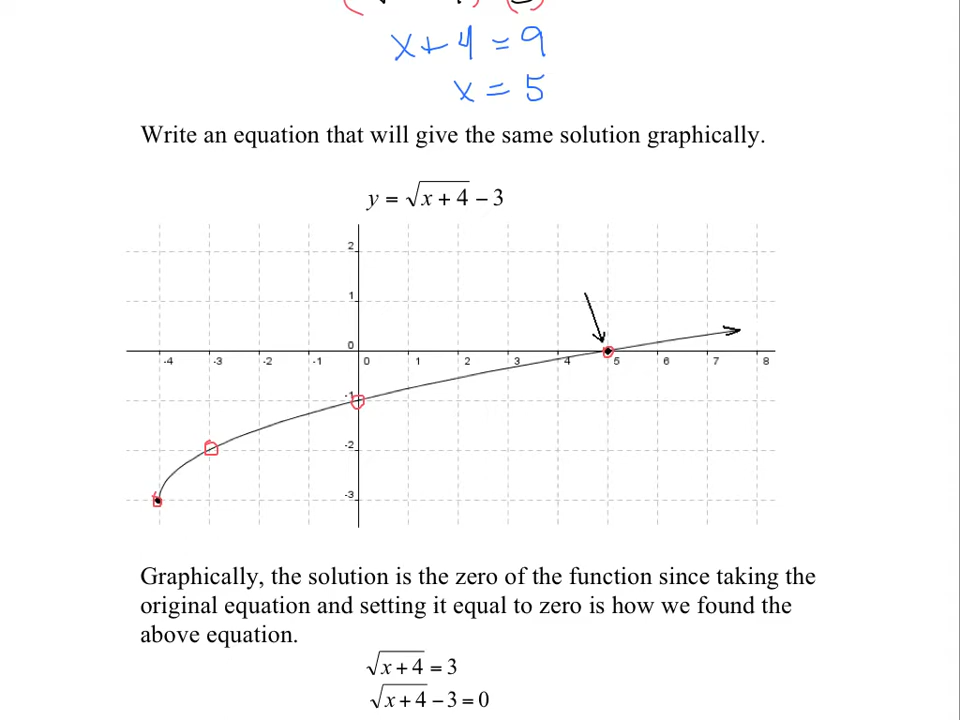 x + 4 = 9
x = 5
Write an equation that will give the same solution graphically.
y = √(x + 4) − 3
2
1
0
-4 -3 -2 -1 0 1 2 3 4 5 6 7 8
-1
-2
-3
Graphically, the solution is the zero of the function since taking the
original equation and setting it equal to zero is how we found the
above equation.
√(x + 4) = 3
√(x + 4) − 3 = 0